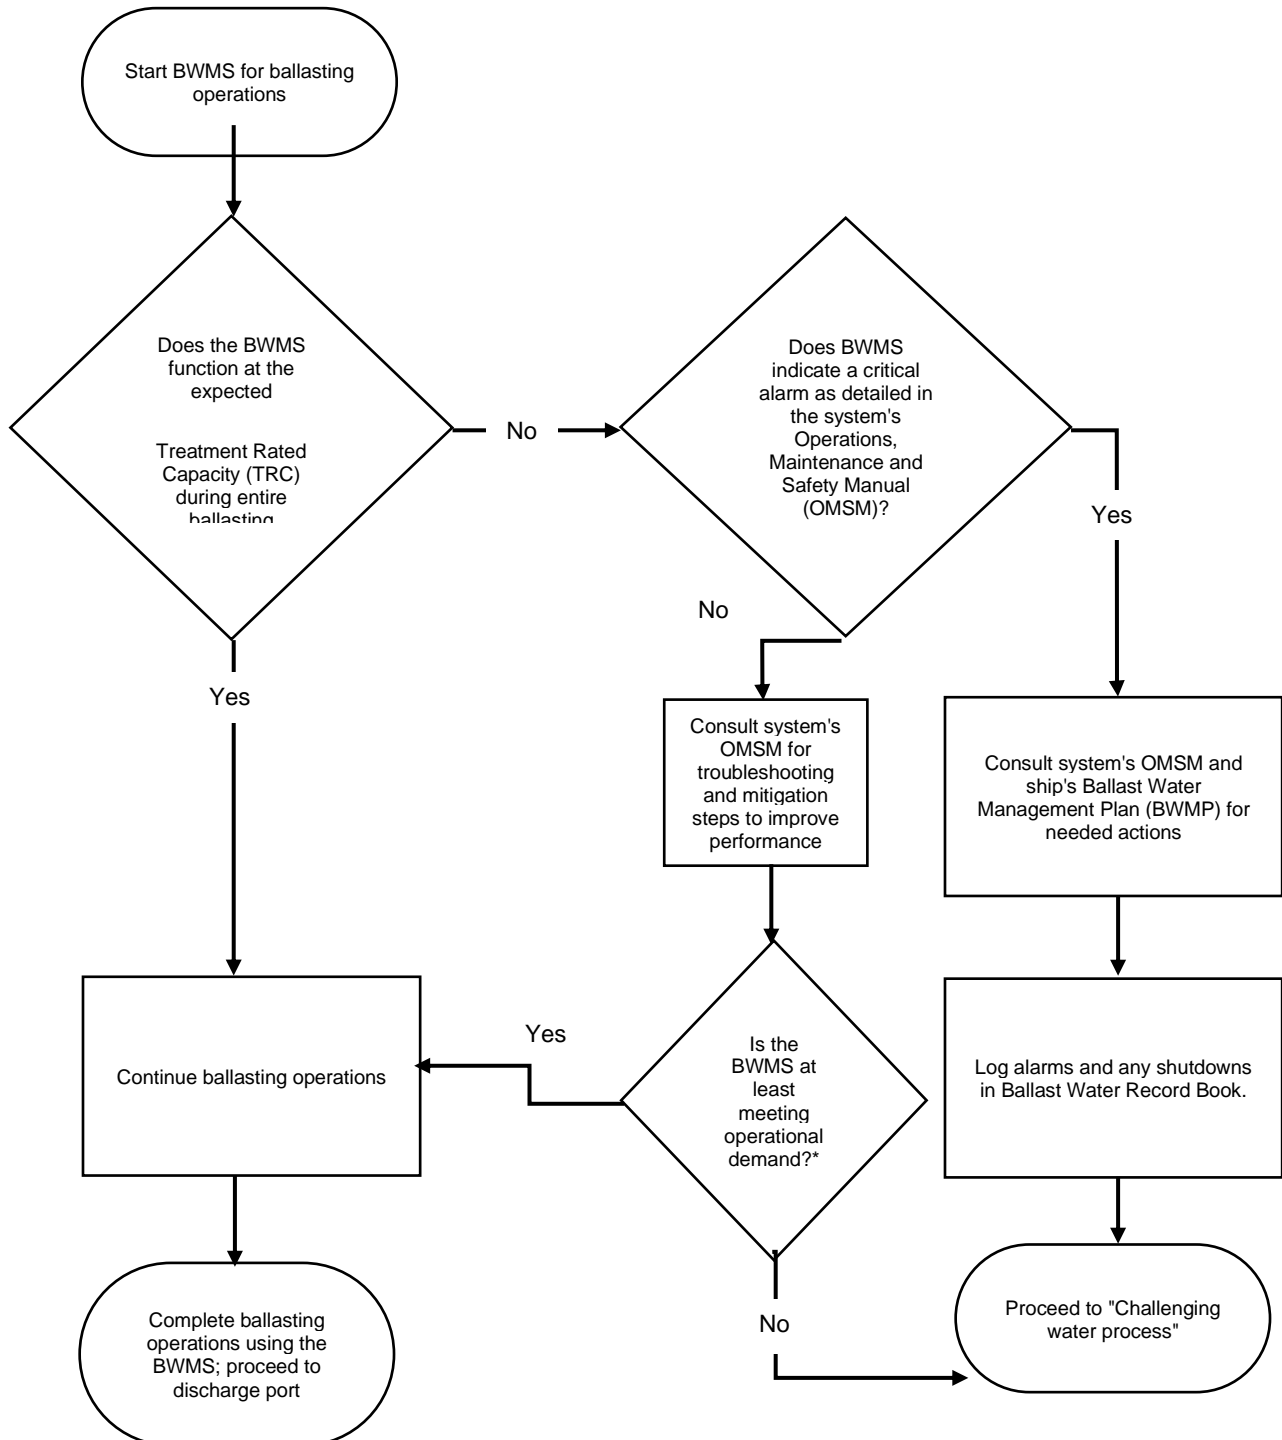 Start BWMS for ballasting
operations
Does the BWMS
function at the
expected
Treatment Rated
Capacity (TRC)
during entire
ballasting
No
Does BWMS
indicate a critical
alarm as detailed in
the system's
Operations,
Maintenance and
Safety Manual
(OMSM)?
Yes
No
Yes
Consult system's
OMSM for
troubleshooting
and mitigation
steps to improve
performance
Consult system's OMSM and
ship's Ballast Water
Management Plan (BWMP) for
needed actions
Continue ballasting operations
Yes
Is the
BWMS at
least
meeting
operational
demand?*
Log alarms and any shutdowns
in Ballast Water Record Book.
Complete ballasting
operations using the
BWMS; proceed to
discharge port
No
Proceed to "Challenging
water process"